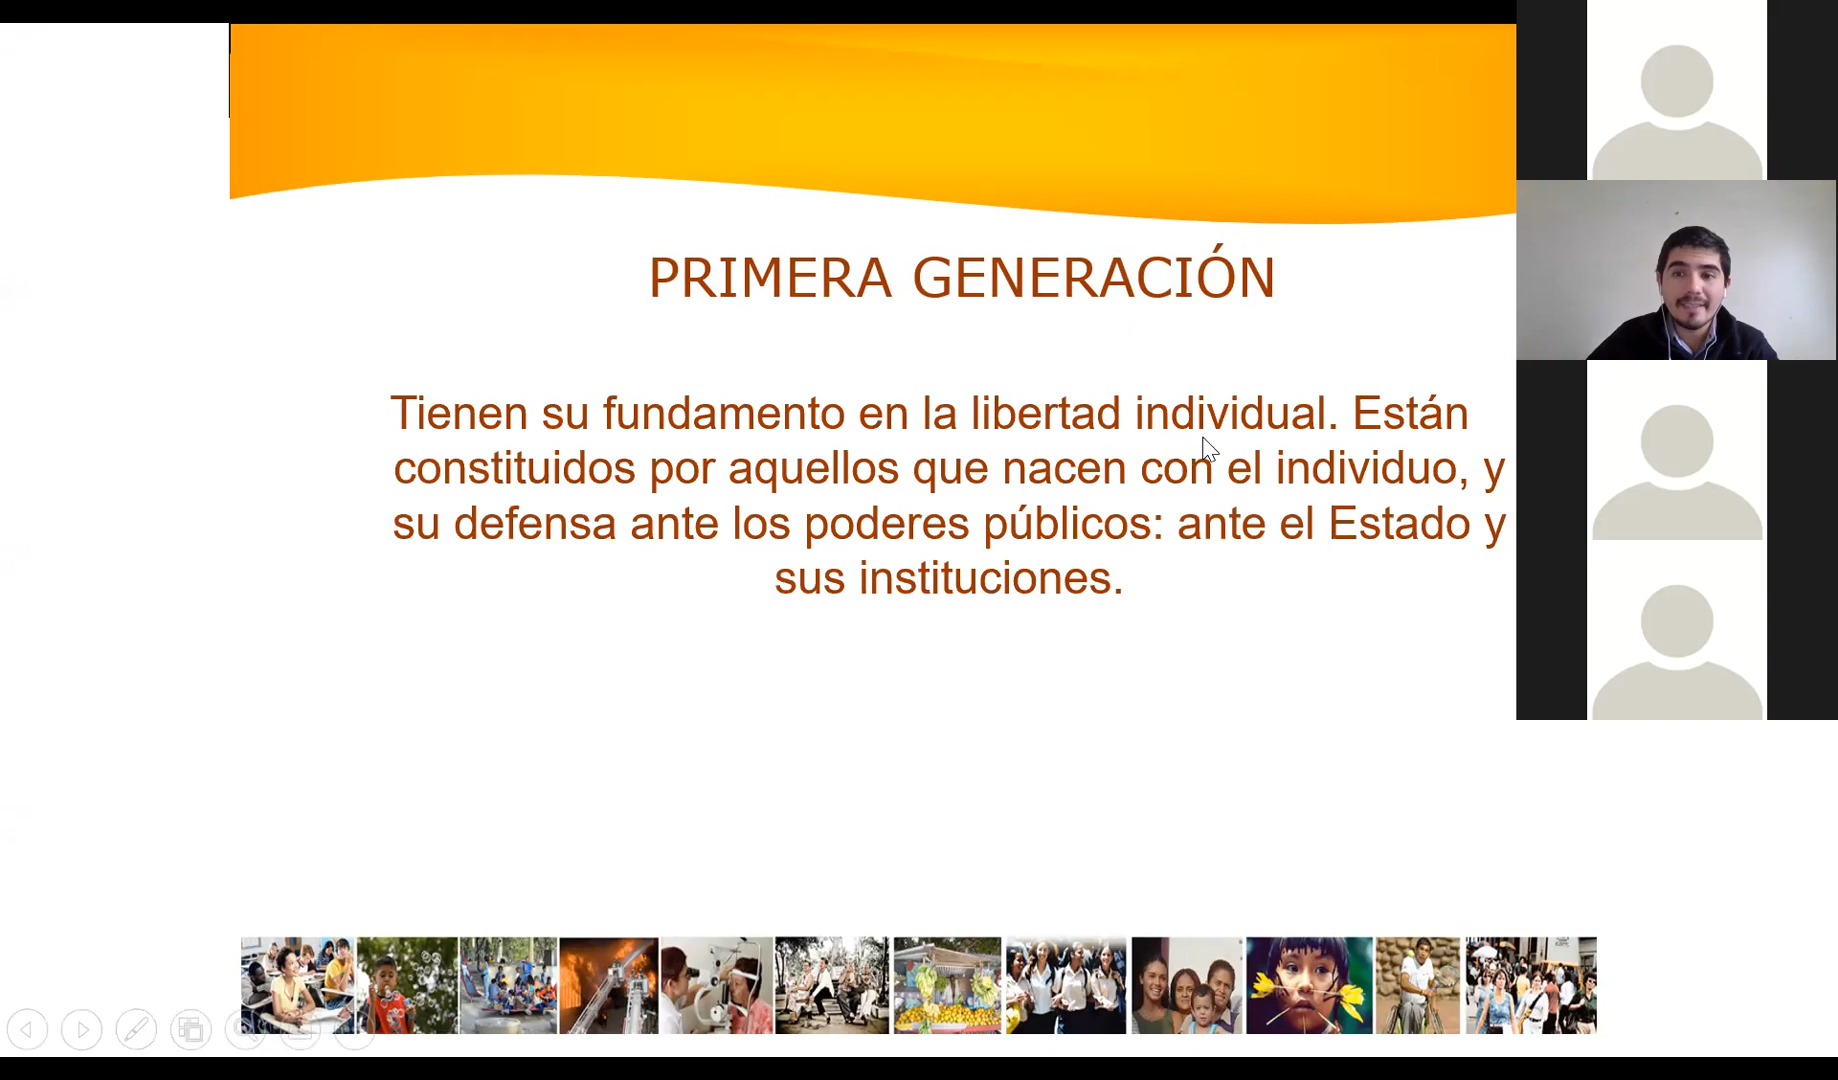 PRIMERA GENERACIÓN
Tienen su fundamento en la libertad individual. Están
constituidos por aquellos que nacen con el individuo, y
su defensa ante los poderes públicos: ante el Estado y
sus instituciones.